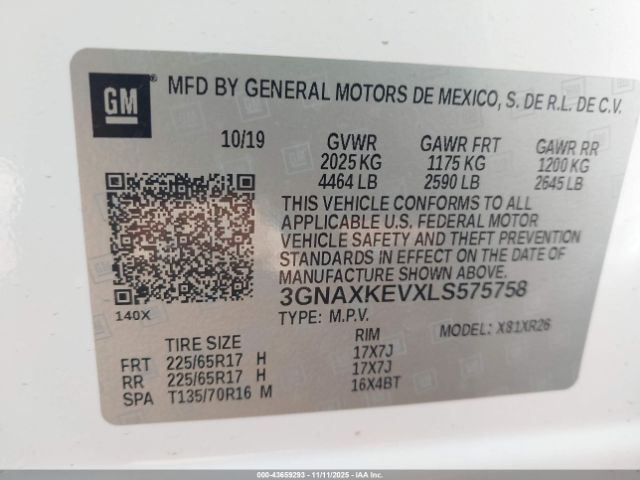 GM ® MFD BY GENERAL MOTORS DE MEXICO, S. DE R.L. DE C.V.
10/19 GVWR GAWR FRT GAWR RR
2025 KG 1175 KG 1200 KG
4464 LB 2590 LB 2645 LB
THIS VEHICLE CONFORMS TO ALL
APPLICABLE U.S. FEDERAL MOTOR
VEHICLE SAFETY AND THEFT PREVENTION
STANDARDS IN EFFECT ON THE DATE OF
MANUFACTURE SHOWN ABOVE.
3GNAXKEVXLS575758
140X TYPE: M.P.V. MODEL: X81XR26
TIRE SIZE RIM
FRT 225/65R17 H 17X7J
RR 225/65R17 H 17X7J
SPA T135/70R16 M 16X4BT
000-43659293 - 11/11/2025 - IAAI Inc.